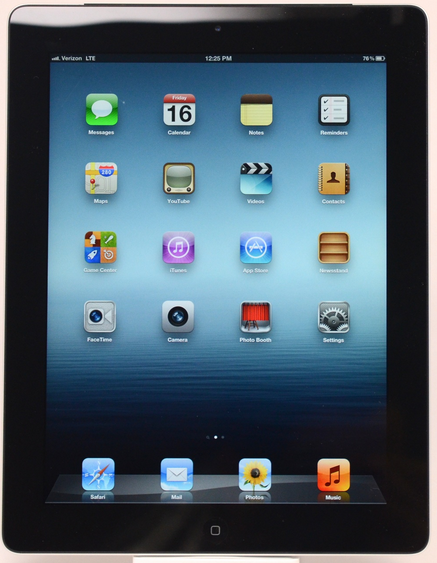 Verizon LTE 12:25 PM 76%
Friday
16
280
Messages Calendar Notes Reminders
Maps YouTube Videos Contacts
Game Center iTunes App Store Newsstand
FaceTime Camera Photo Booth Settings
Safari Mail Photos Music